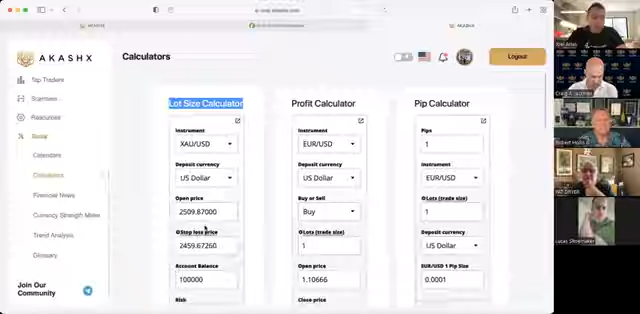 AKASHX
Calculators
Logout
Top Traders
Scanners
Resources
Tools
Calendars
Calculators
Financial News
Currency Strength Meter
Trend Analysis
Glossary
Join Our
Community
Lot Size Calculator
Instrument
XAU/USD
Deposit currency
US Dollar
Open price
2509.87000
Stop loss price
2459.67260
Account Balance
100000
Risk
Profit Calculator
Instrument
EUR/USD
Deposit currency
US Dollar
Buy or Sell
Buy
Lots (trade size)
1
Open price
1.10666
Close price
Pip Calculator
Pips
1
Instrument
EUR/USD
Lots (trade size)
1
Deposit currency
US Dollar
EUR/USD 1 Pip Size
0.0001
PAT DRYER
Lucas Shoemaker